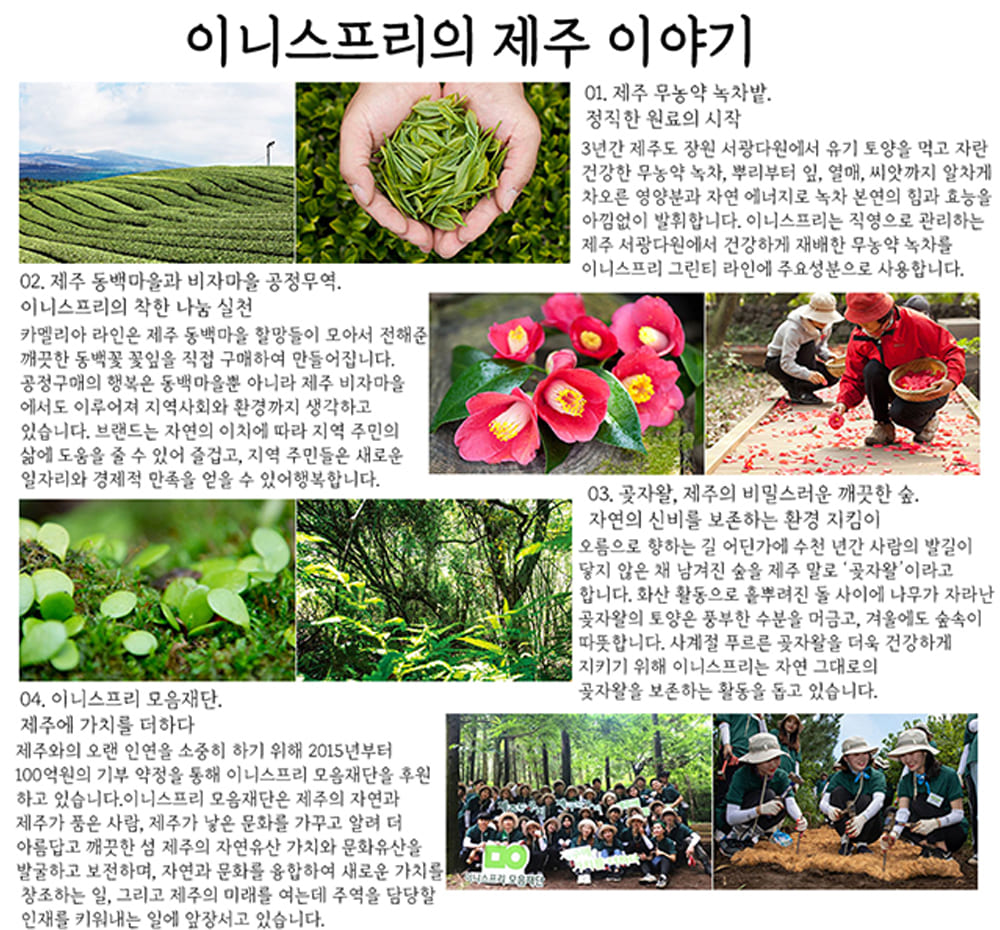 이니스프리의 제주 이야기
01. 제주 무농약 녹차밭.
정직한 원료의 시작
3년간 제주도 장원 서광다원에서 유기 토양을 먹고 자란
건강한 무농약 녹차, 뿌리부터 잎, 열매, 씨앗까지 알차게
차오른 영양분과 자연 에너지로 녹차 본연의 힘과 효능을
아낌없이 발휘합니다. 이니스프리는 직영으로 관리하는
제주 서광다원에서 건강하게 재배한 무농약 녹차를
이니스프리 그린티 라인에 주요성분으로 사용합니다.
02. 제주 동백마을과 비자마을 공정무역.
이니스프리의 착한 나눔 실천
카멜리아 라인은 제주 동백마을 할망들이 모아서 전해준
깨끗한 동백꽃 꽃잎을 직접 구매하여 만들어집니다.
공정구매의 행복은 동백마을뿐 아니라 제주 비자마을
에서도 이루어져 지역사회와 환경까지 생각하고
있습니다. 브랜드는 자연의 이치에 따라 지역 주민의
삶에 도움을 줄 수 있어 즐겁고, 지역 주민들은 새로운
일자리와 경제적 만족을 얻을 수 있어행복합니다.
03. 곶자왈, 제주의 비밀스러운 깨끗한 숲.
자연의 신비를 보존하는 환경 지킴이
오름으로 향하는 길 어딘가에 수천 년간 사람의 발길이
닿지 않은 채 남겨진 숲을 제주 말로 '곶자왈'이라고
합니다. 화산 활동으로 흩뿌려진 돌 사이에 나무가 자라난
곶자왈의 토양은 풍부한 수분을 머금고, 겨울에도 숲속이
따뜻합니다. 사계절 푸르른 곶자왈을 더욱 건강하게
지키기 위해 이니스프리는 자연 그대로의
곶자왈을 보존하는 활동을 돕고 있습니다.
04. 이니스프리 모음재단.
제주에 가치를 더하다
제주와의 오랜 인연을 소중히 하기 위해 2015년부터
100억원의 기부 약정을 통해 이니스프리 모음재단을 후원
하고 있습니다.이니스프리 모음재단은 제주의 자연과
제주가 품은 사람, 제주가 낳은 문화를 가꾸고 알려 더
아름답고 깨끗한 섬 제주의 자연유산 가치와 문화유산을
발굴하고 보전하며, 자연과 문화를 융합하여 새로운 가치를
창조하는 일, 그리고 제주의 미래를 여는데 주역을 담당할
인재를 키워내는 일에 앞장서고 있습니다.
이니스프리 모음재단